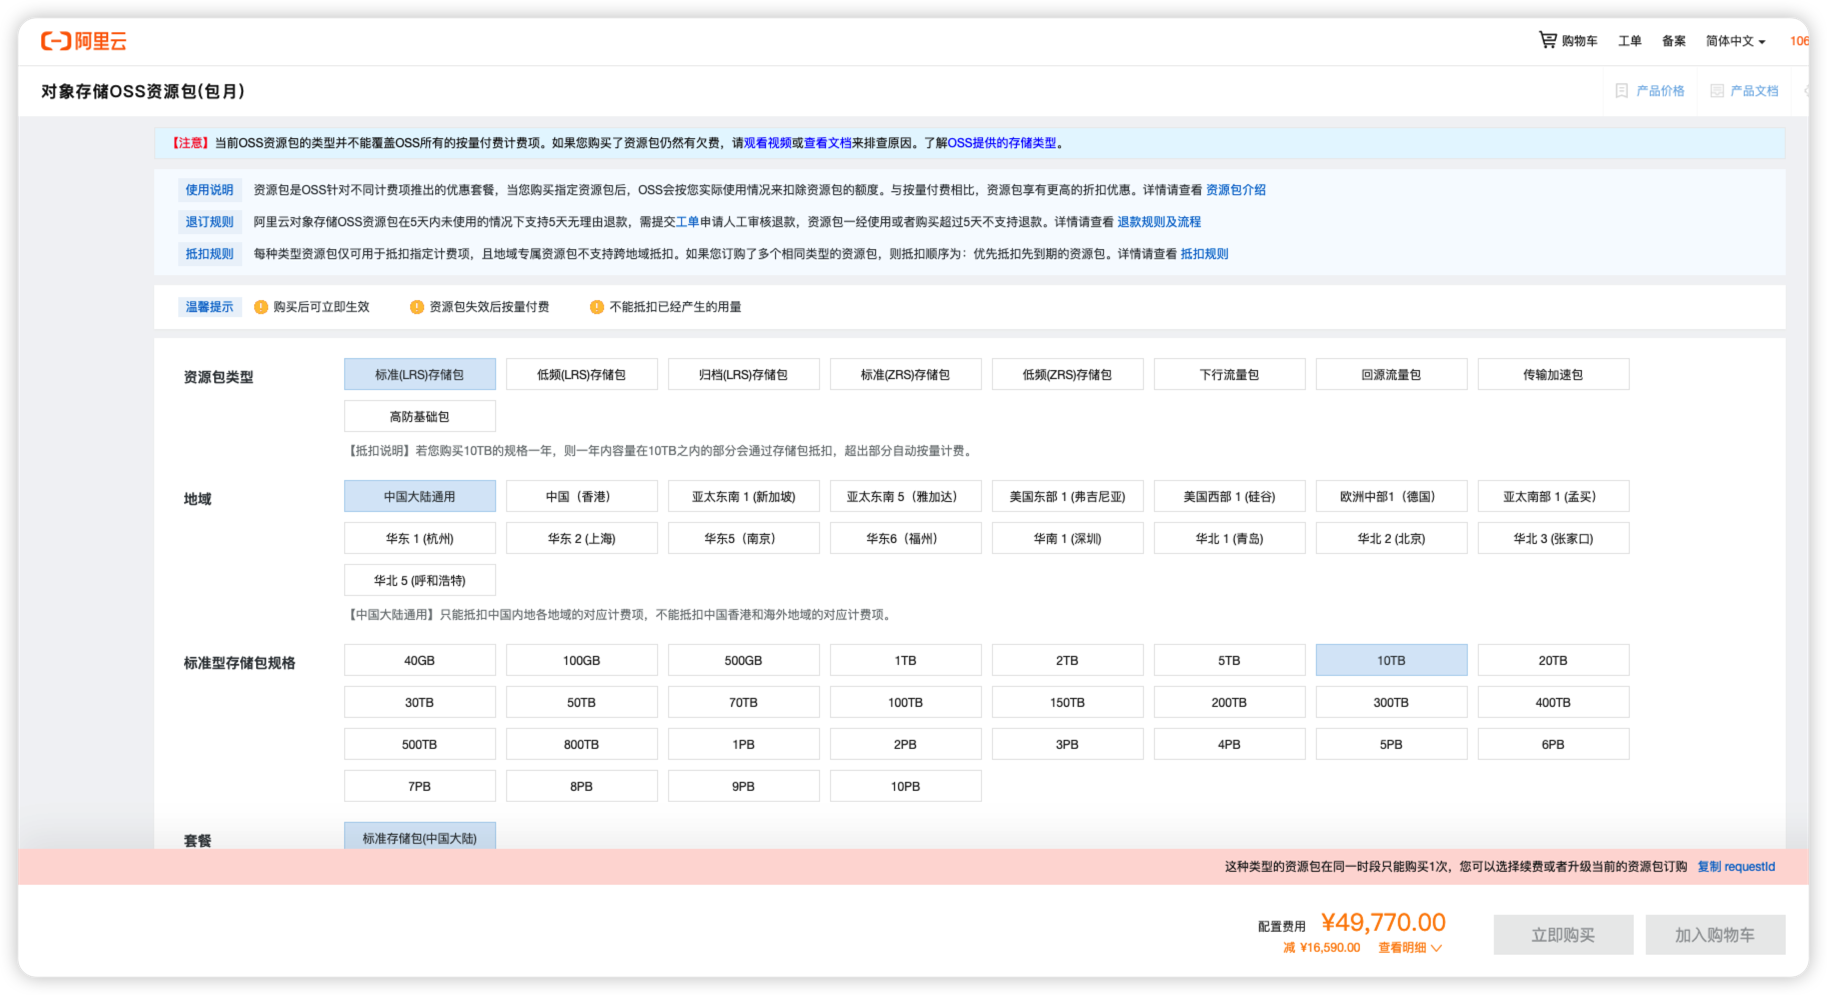 阿里云
购物车 工单 备案 简体中文 106
对象存储OSS资源包(包月)
产品价格 产品文档
【注意】当前OSS资源包的类型并不能覆盖OSS所有的按量付费计费项。如果您购买了资源包仍然有欠费，请观看视频或查看文档来排查原因。了解OSS提供的存储类型。
使用说明 资源包是OSS针对不同计费项推出的优惠套餐，当您购买指定资源包后，OSS会按您实际使用情况来扣除资源包的额度。与按量付费相比，资源包享有更高的折扣优惠。详情请查看 资源包介绍
退订规则 阿里云对象存储OSS资源包在5天内未使用的情况下支持5天无理由退款，需提交工单申请人工审核退款，资源包一经使用或者购买超过5天不支持退款。详情请查看 退款规则及流程
抵扣规则 每种类型资源包仅可用于抵扣指定计费项，且地域专属资源包不支持跨地域抵扣。如果您订购了多个相同类型的资源包，则抵扣顺序为：优先抵扣先到期的资源包。详情请查看 抵扣规则
温馨提示 购买后可立即生效 资源包失效后按量付费 不能抵扣已经产生的用量
资源包类型 标准(LRS)存储包 低频(LRS)存储包 归档(LRS)存储包 标准(ZRS)存储包 低频(ZRS)存储包 下行流量包 回源流量包 传输加速包
高防基础包
【抵扣说明】若您购买10TB的规格一年，则一年内容量在10TB之内的部分会通过存储包抵扣，超出部分自动按量计费。
地域 中国大陆通用 中国（香港） 亚太东南 1 (新加坡) 亚太东南 5（雅加达） 美国东部 1 (弗吉尼亚) 美国西部 1 (硅谷) 欧洲中部1（德国） 亚太南部 1 (孟买）
华东 1 (杭州) 华东 2 (上海) 华东5（南京） 华东6（福州） 华南 1 (深圳) 华北 1 (青岛) 华北 2 (北京) 华北 3 (张家口)
华北 5 (呼和浩特)
【中国大陆通用】只能抵扣中国内地各地域的对应计费项，不能抵扣中国香港和海外地域的对应计费项。
标准型存储包规格 40GB 100GB 500GB 1TB 2TB 5TB 10TB 20TB
30TB 50TB 70TB 100TB 150TB 200TB 300TB 400TB
500TB 800TB 1PB 2PB 3PB 4PB 5PB 6PB
7PB 8PB 9PB 10PB
套餐 标准存储包(中国大陆)
这种类型的资源包在同一时段只能购买1次，您可以选择续费或者升级当前的资源包订购 复制 requestId
配置费用 ¥49,770.00 立即购买 加入购物车
减 ¥16,590.00 查看明细